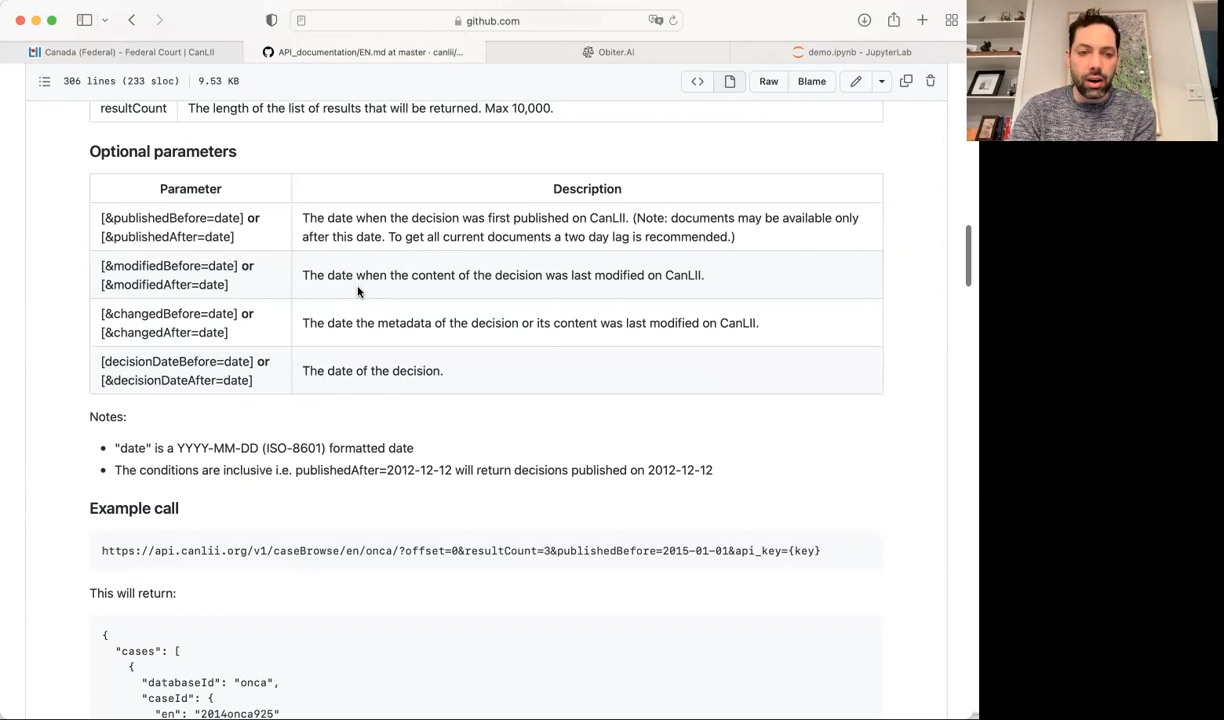 github.com
Canada (Federal) - Federal Court | CanLII
API_documentation/EN.md at master · canlii/...
Obiter.AI
demo.ipynb - JupyterLab
306 lines (233 sloc)
9.53 KB
Raw
Blame
resultCount
The length of the list of results that will be returned. Max 10,000.
Optional parameters
Parameter
Description
[&publishedBefore=date] or
[&publishedAfter=date]
The date when the decision was first published on CanLII. (Note: documents may be available only
after this date. To get all current documents a two day lag is recommended.)
[&modifiedBefore=date] or
[&modifiedAfter=date]
The date when the content of the decision was last modified on CanLII.
[&changedBefore=date] or
[&changedAfter=date]
The date the metadata of the decision or its content was last modified on CanLII.
[decisionDateBefore=date] or
[&decisionDateAfter=date]
The date of the decision.
Notes:
• "date" is a YYYY-MM-DD (ISO-8601) formatted date
• The conditions are inclusive i.e. publishedAfter=2012-12-12 will return decisions published on 2012-12-12
Example call
https://api.canlii.org/v1/caseBrowse/en/onca/?offset=0&resultCount=3&publishedBefore=2015-01-01&api_key={key}
This will return:
{
"cases": [
{
"databaseId": "onca",
"caseId": {
"en": "2014onca925"